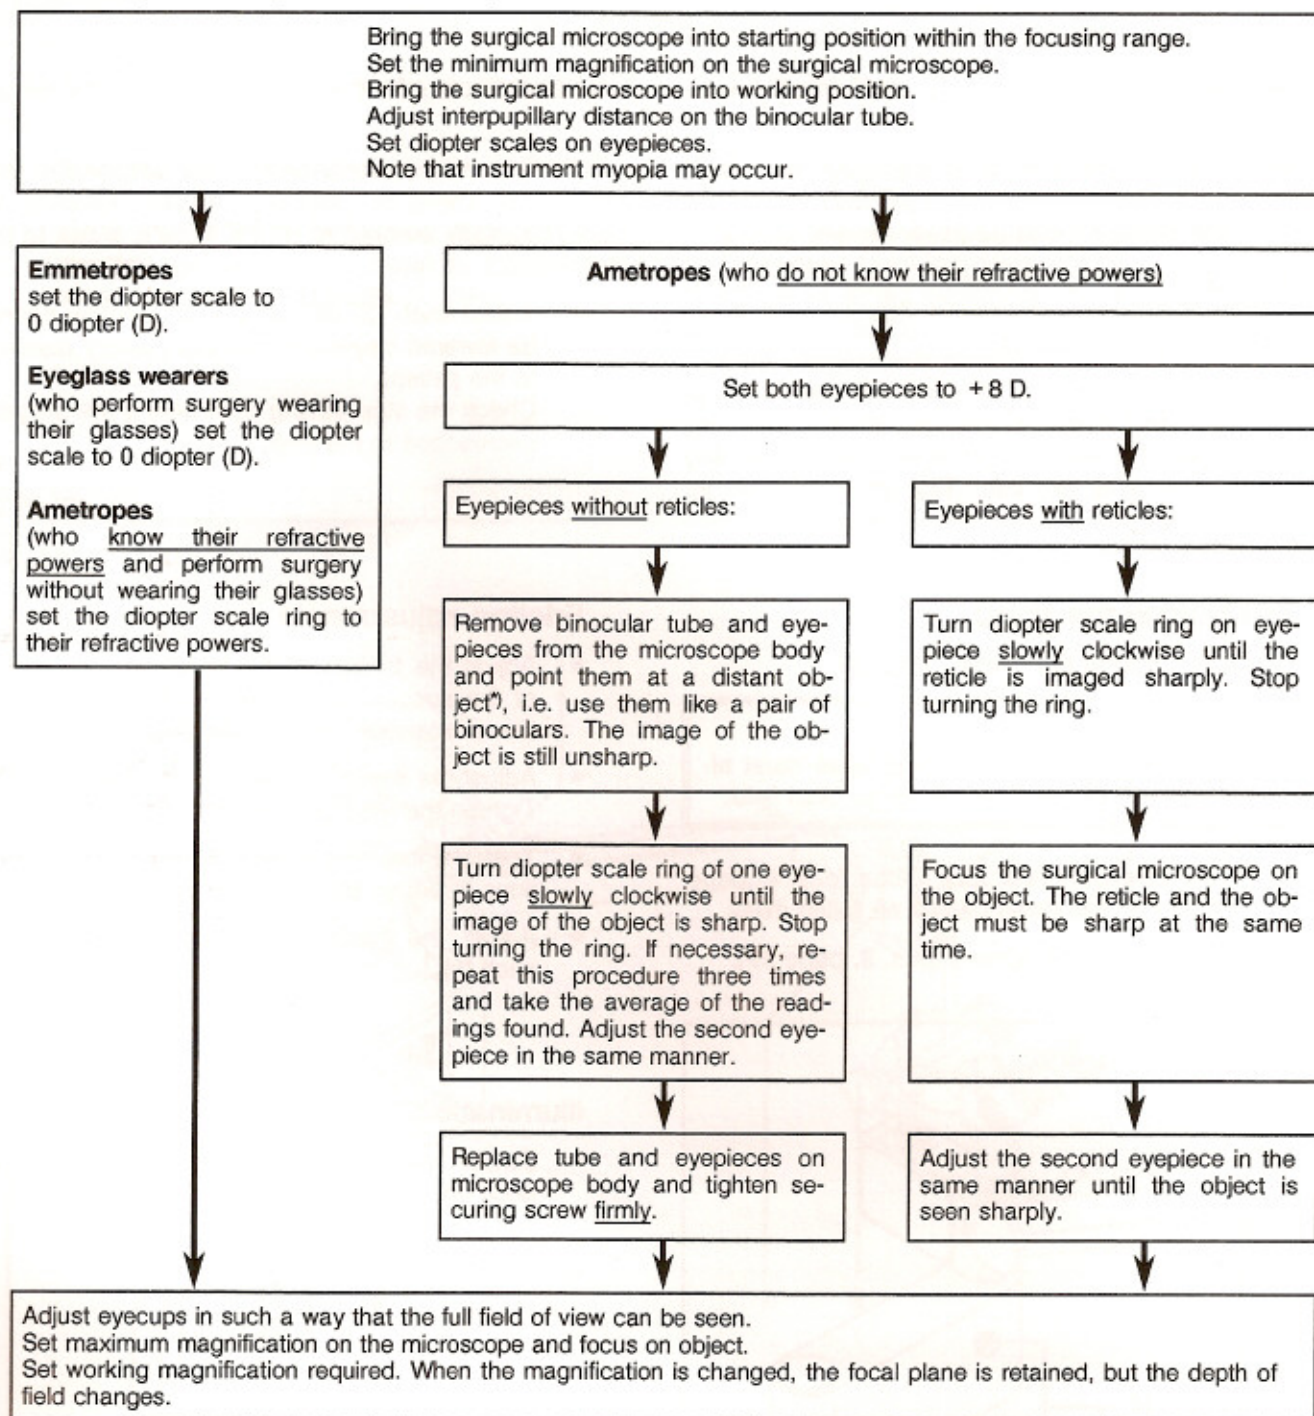 Bring the surgical microscope into starting position within the focusing range.
Set the minimum magnification on the surgical microscope.
Bring the surgical microscope into working position.
Adjust interpupillary distance on the binocular tube.
Set diopter scales on eyepieces.
Note that instrument myopia may occur.
Emmetropes
set the diopter scale to
0 diopter (D).
Eyeglass wearers
(who perform surgery wearing
their glasses) set the diopter
scale to 0 diopter (D).
Ametropes
(who know their refractive
powers and perform surgery
without wearing their glasses)
set the diopter scale ring to
their refractive powers.
Ametropes (who do not know their refractive powers)
Set both eyepieces to +8 D.
Eyepieces without reticles:
Remove binocular tube and eye-
pieces from the microscope body
and point them at a distant ob-
ject*), i.e. use them like a pair of
binoculars. The image of the ob-
ject is still unsharp.
Turn diopter scale ring of one eye-
piece slowly clockwise until the
image of the object is sharp. Stop
turning the ring. If necessary, re-
peat this procedure three times
and take the average of the read-
ings found. Adjust the second eye-
piece in the same manner.
Replace tube and eyepieces on
microscope body and tighten se-
curing screw firmly.
Eyepieces with reticles:
Turn diopter scale ring on eye-
piece slowly clockwise until the
reticle is imaged sharply. Stop
turning the ring.
Focus the surgical microscope on
the object. The reticle and the ob-
ject must be sharp at the same
time.
Adjust the second eyepiece in the
same manner until the object is
seen sharply.
Adjust eyecups in such a way that the full field of view can be seen.
Set maximum magnification on the microscope and focus on object.
Set working magnification required. When the magnification is changed, the focal plane is retained, but the depth of
field changes.